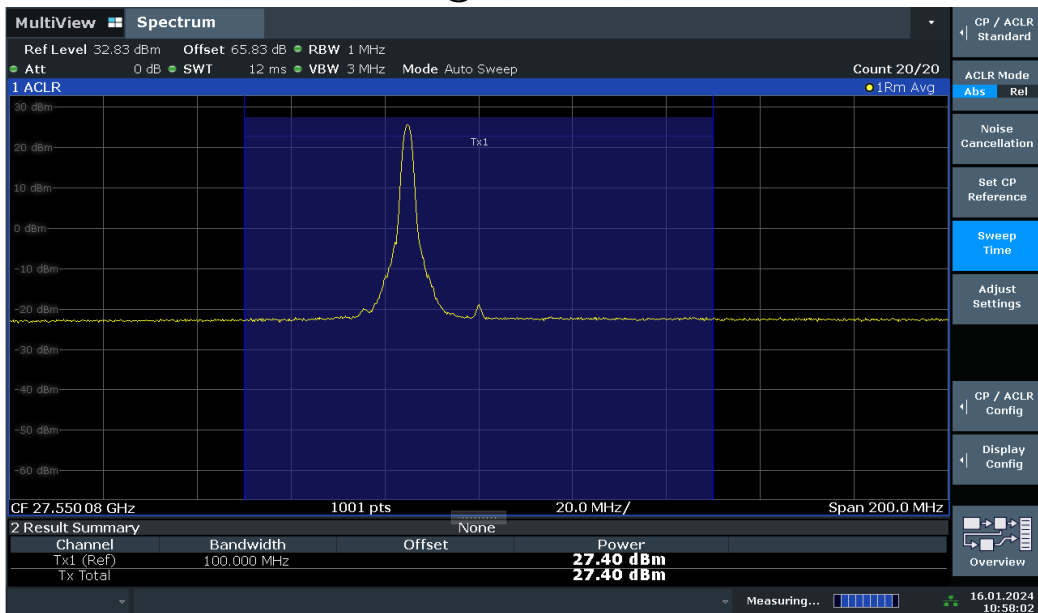 MultiView Spectrum
Ref Level 32.83 dBm Offset 65.83 dB RBW 1 MHz
Att 0 dB SWT 12 ms VBW 3 MHz Mode Auto Sweep Count 20/20
1 ACLR 1Rm Avg
30 dBm
Tx1
20 dBm
10 dBm
0 dBm
-10 dBm
-20 dBm
-30 dBm
-40 dBm
-50 dBm
-60 dBm
CF 27.550 08 GHz 1001 pts 20.0 MHz/ Span 200.0 MHz
2 Result Summary None
Channel Bandwidth Offset Power
Tx1 (Ref) 100.000 MHz 27.40 dBm
Tx Total 27.40 dBm
Measuring... 16.01.2024
10:58:02
CP / ACLR
Standard
ACLR Mode
Abs Rel
Noise
Cancellation
Set CP
Reference
Sweep
Time
Adjust
Settings
CP / ACLR
Config
Display
Config
Overview